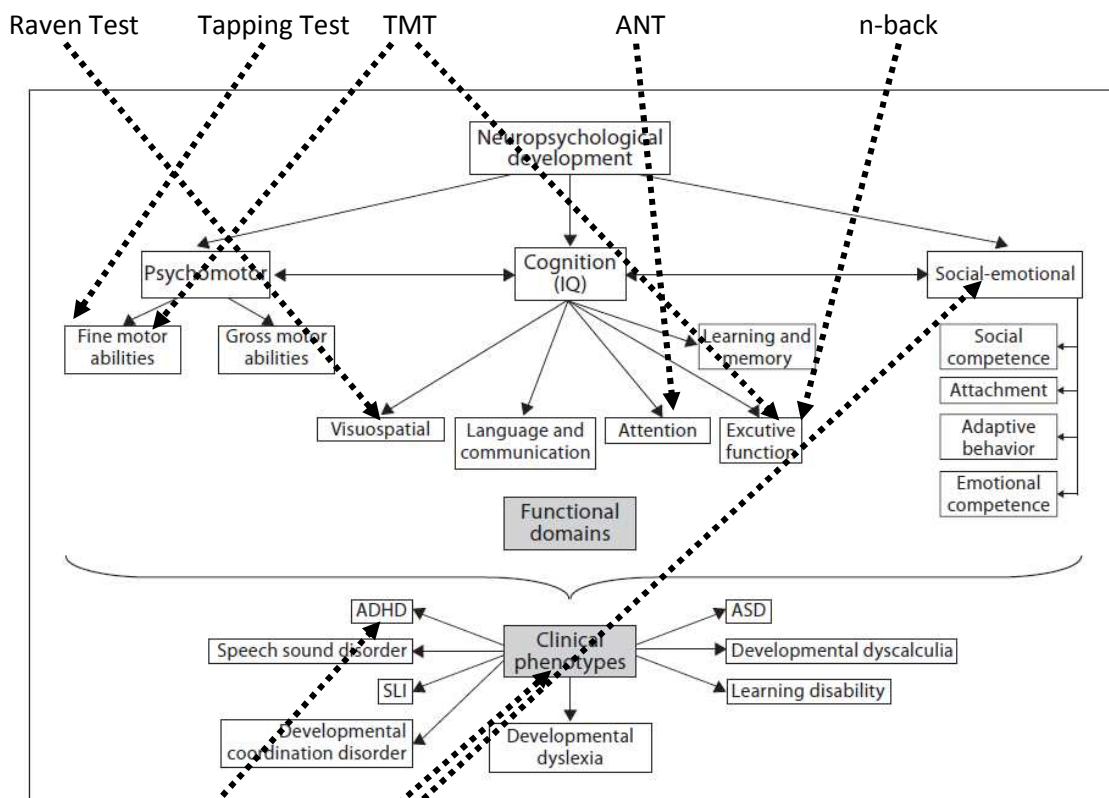 Raven Test Tapping Test TMT ANT n-back
Neuropsychological
development
Psychomotor
Cognition
(IQ)
Social-emotional
Fine motor
abilities
Gross motor
abilities
Learning and
memory
Social
competence
Attachment
Visuospatial
Language and
communication
Attention
Excutive
function
Adaptive
behavior
Emotional
competence
Functional
domains
ADHD
ASD
Speech sound disorder
Clinical
phenotypes
Developmental dyscalculia
SLI
Learning disability
Developmental
coordination disorder
Developmental
dyslexia